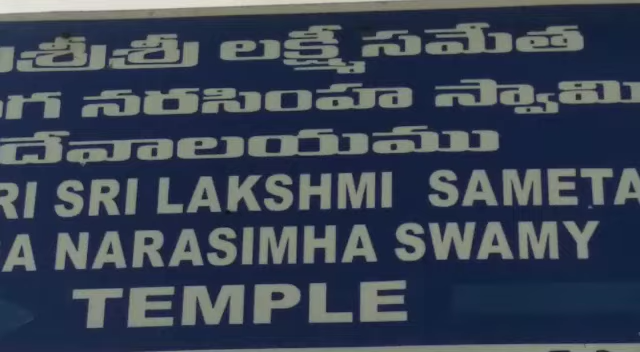 శ్రీశ్రీ లక్ష్మీసమేత
నరసింహ స్వామి
దేవాలయము
SRI LAKSHMI SAMETA
NARASIMHA SWAMY
TEMPLE